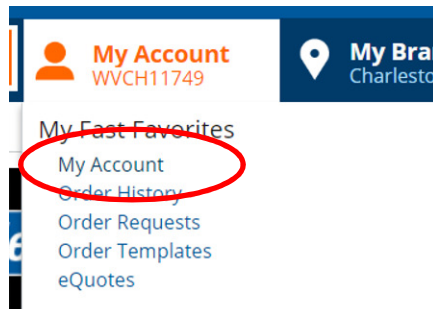 My Account
WVCH11749
My Bra
Charlesto
My Fast Favorites
My Account
Order History
Order Requests
Order Templates
eQuotes